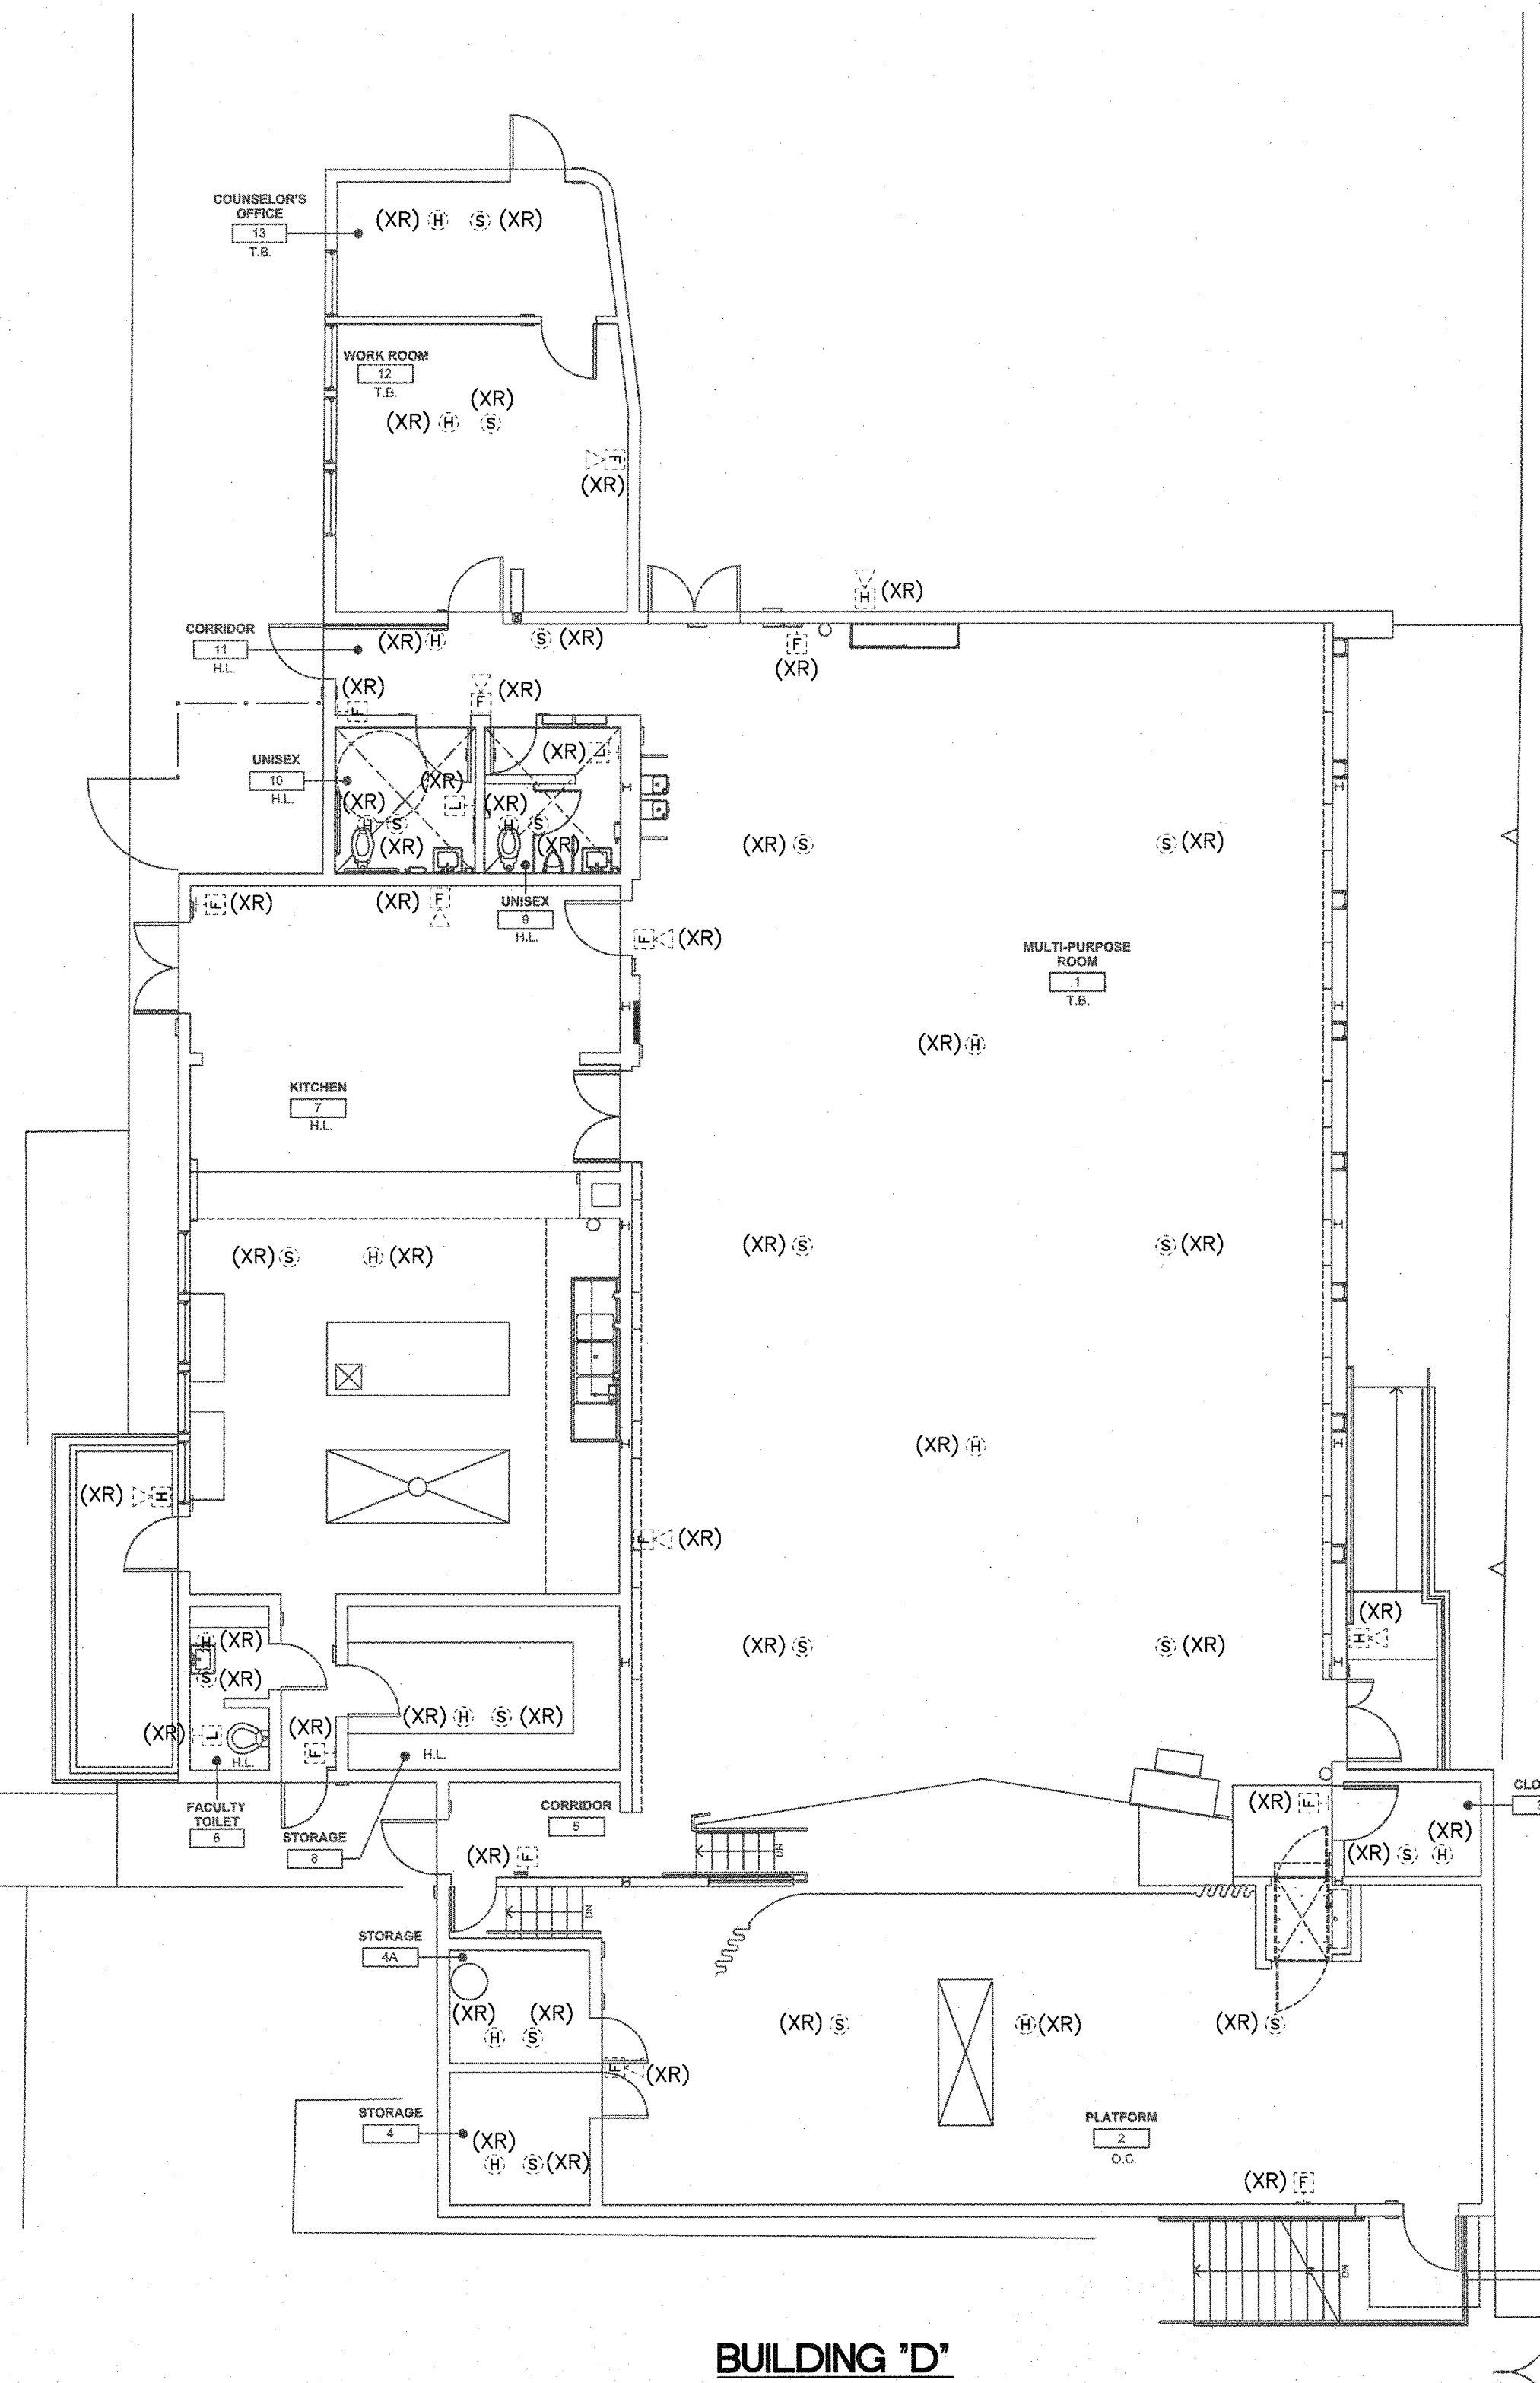 COUNSELOR'S
OFFICE
13
T.B.
(XR) H S (XR)
WORK ROOM
12
T.B.
(XR)
(XR) H S
F
(XR)
H (XR)
CORRIDOR
11
H.L.
(XR) H
S (XR)
F
(XR)
(XR)
F
F (XR)
UNISEX
10
H.L.
(XR) L
(XR)
L
(XR)
H S
(XR)
(XR)
H S
(XR)
F (XR)
(XR) F
UNISEX
9
H.L.
F (XR)
(XR) S
S (XR)
MULTI-PURPOSE
ROOM
1
T.B.
(XR) H
KITCHEN
7
H.L.
(XR) S
H (XR)
(XR) S
S (XR)
(XR) H
(XR) H
F (XR)
(XR)
H
(XR) S
S (XR)
H (XR)
S (XR)
(XR) L
H.L.
(XR)
F
(XR) H S (XR)
H.L.
FACULTY
TOILET
6
STORAGE
8
CORRIDOR
5
(XR) F
DN
DN
(XR) F
CLO
3
(XR)
(XR) S H
STORAGE
4A
(XR) (XR)
H S
F (XR)
STORAGE
4
(XR)
H S (XR)
(XR) S
H (XR)
(XR) S
PLATFORM
2
O.C.
(XR) F
DN
BUILDING "D"